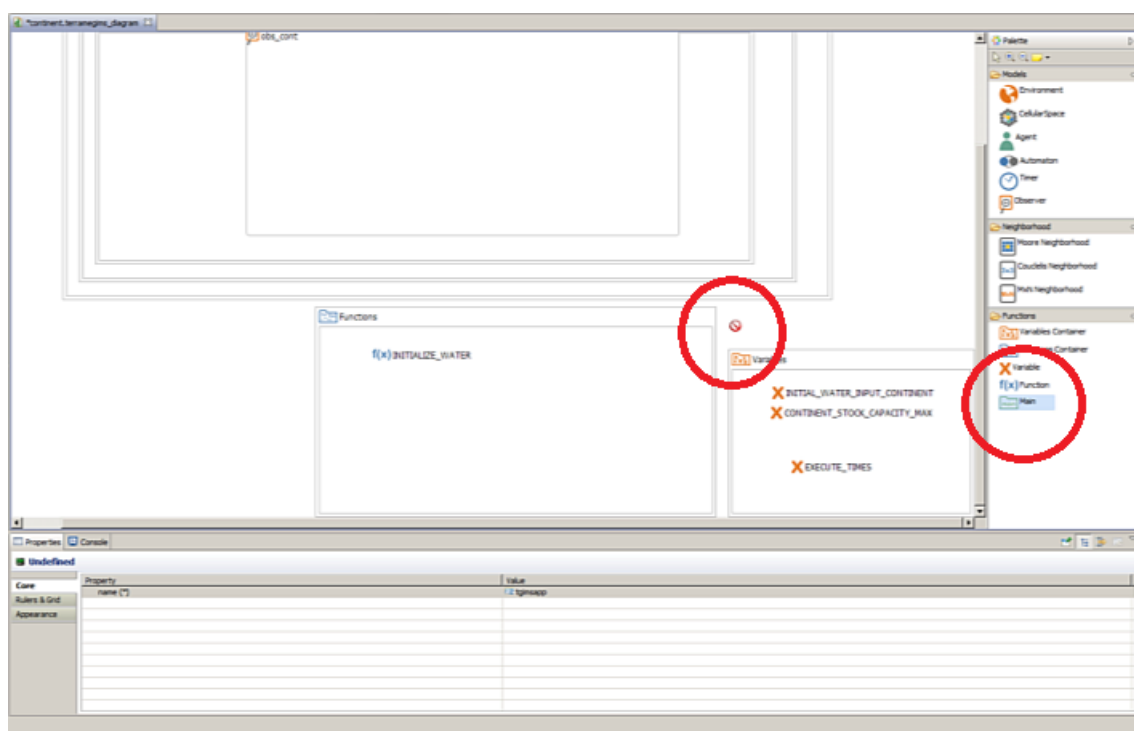 *continent.terramegims_diagram
obs_cont
Functions
f(x) INITIALIZE_WATER
Variables
INITIAL_WATER_INPUT_CONTINENT
CONTINENT_STOCK_CAPACITY_MAX
EXECUTE_TIMES
Palette
Models
Environment
CellularSpace
Agent
Automaton
Timer
Observer
Neighborhood
Moore Neighborhood
Couclelis Neighborhood
MxN Neighborhood
Functions
Variables Container
Container
Variable
f(x) Function
Main
Properties
Console
Undefined
Core
Rulers & Grid
Appearance
Property
Value
name (*)